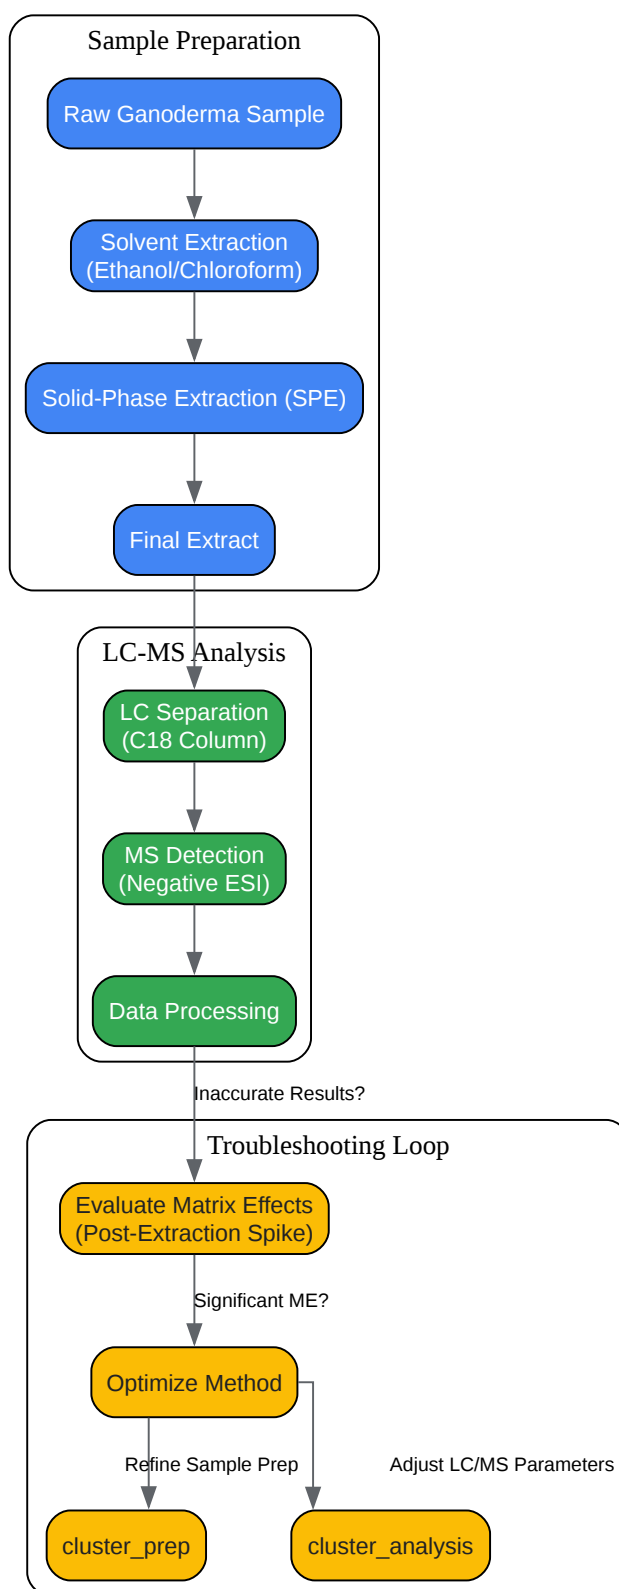 Sample Preparation
Raw Ganoderma Sample
Solvent Extraction
(Ethanol/Chloroform)
Solid-Phase Extraction (SPE)
Final Extract
LC-MS Analysis
LC Separation
(C18 Column)
MS Detection
(Negative ESI)
Data Processing
Inaccurate Results?
Troubleshooting Loop
Evaluate Matrix Effects
(Post-Extraction Spike)
Significant ME?
Optimize Method
Refine Sample Prep
Adjust LC/MS Parameters
cluster_prep
cluster_analysis